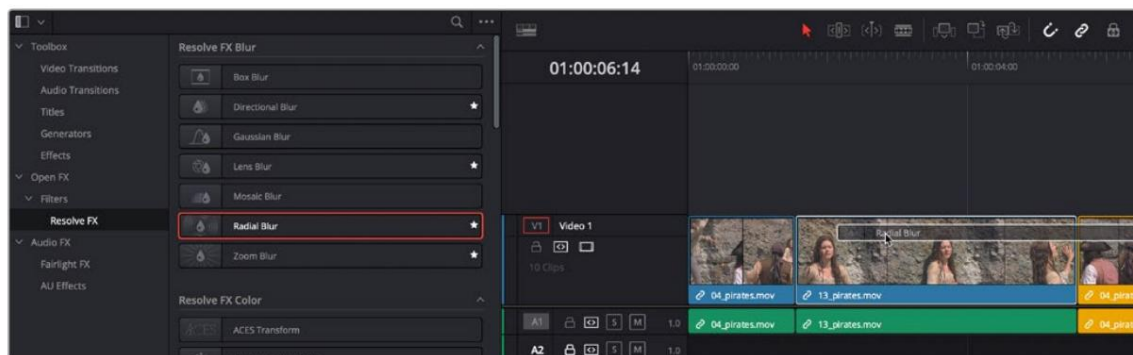 Toolbox
Video Transitions
Audio Transitions
Titles
Generators
Effects
Open FX
Filters
Resolve FX
Audio FX
Fairlight FX
AU Effects
Resolve FX Blur
Box Blur
Directional Blur
Gaussian Blur
Lens Blur
Mosaic Blur
Radial Blur
Zoom Blur
Resolve FX Color
ACES
ACES Transform
01:00:06:14
01:00:00:00
01:00:04:00
V1 Video 1
10 Clips
Radial Blur
04_pirates.mov
13_pirates.mov
04_pirat
A1 S M 1.0
04_pirates.mov
13_pirates.mov
04_pirat
A2 S M 1.0